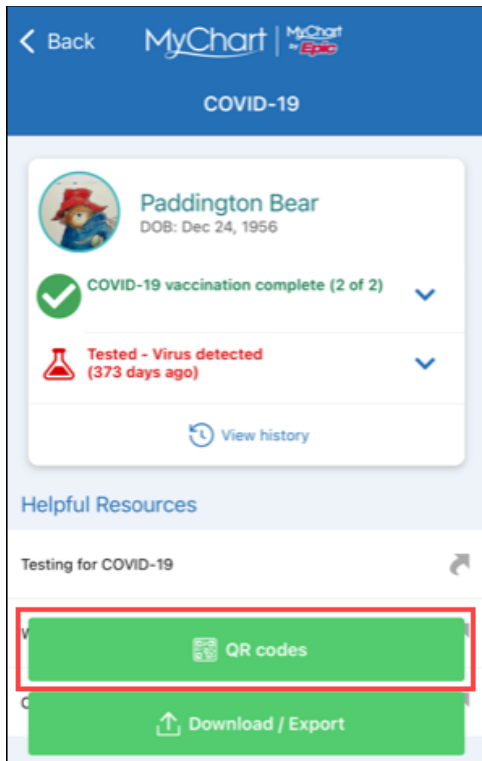 Back
MyChart | MyChart by Epic
COVID-19
Paddington Bear
DOB: Dec 24, 1956
COVID-19 vaccination complete (2 of 2)
Tested - Virus detected
(373 days ago)
View history
Helpful Resources
Testing for COVID-19
QR codes
Download / Export